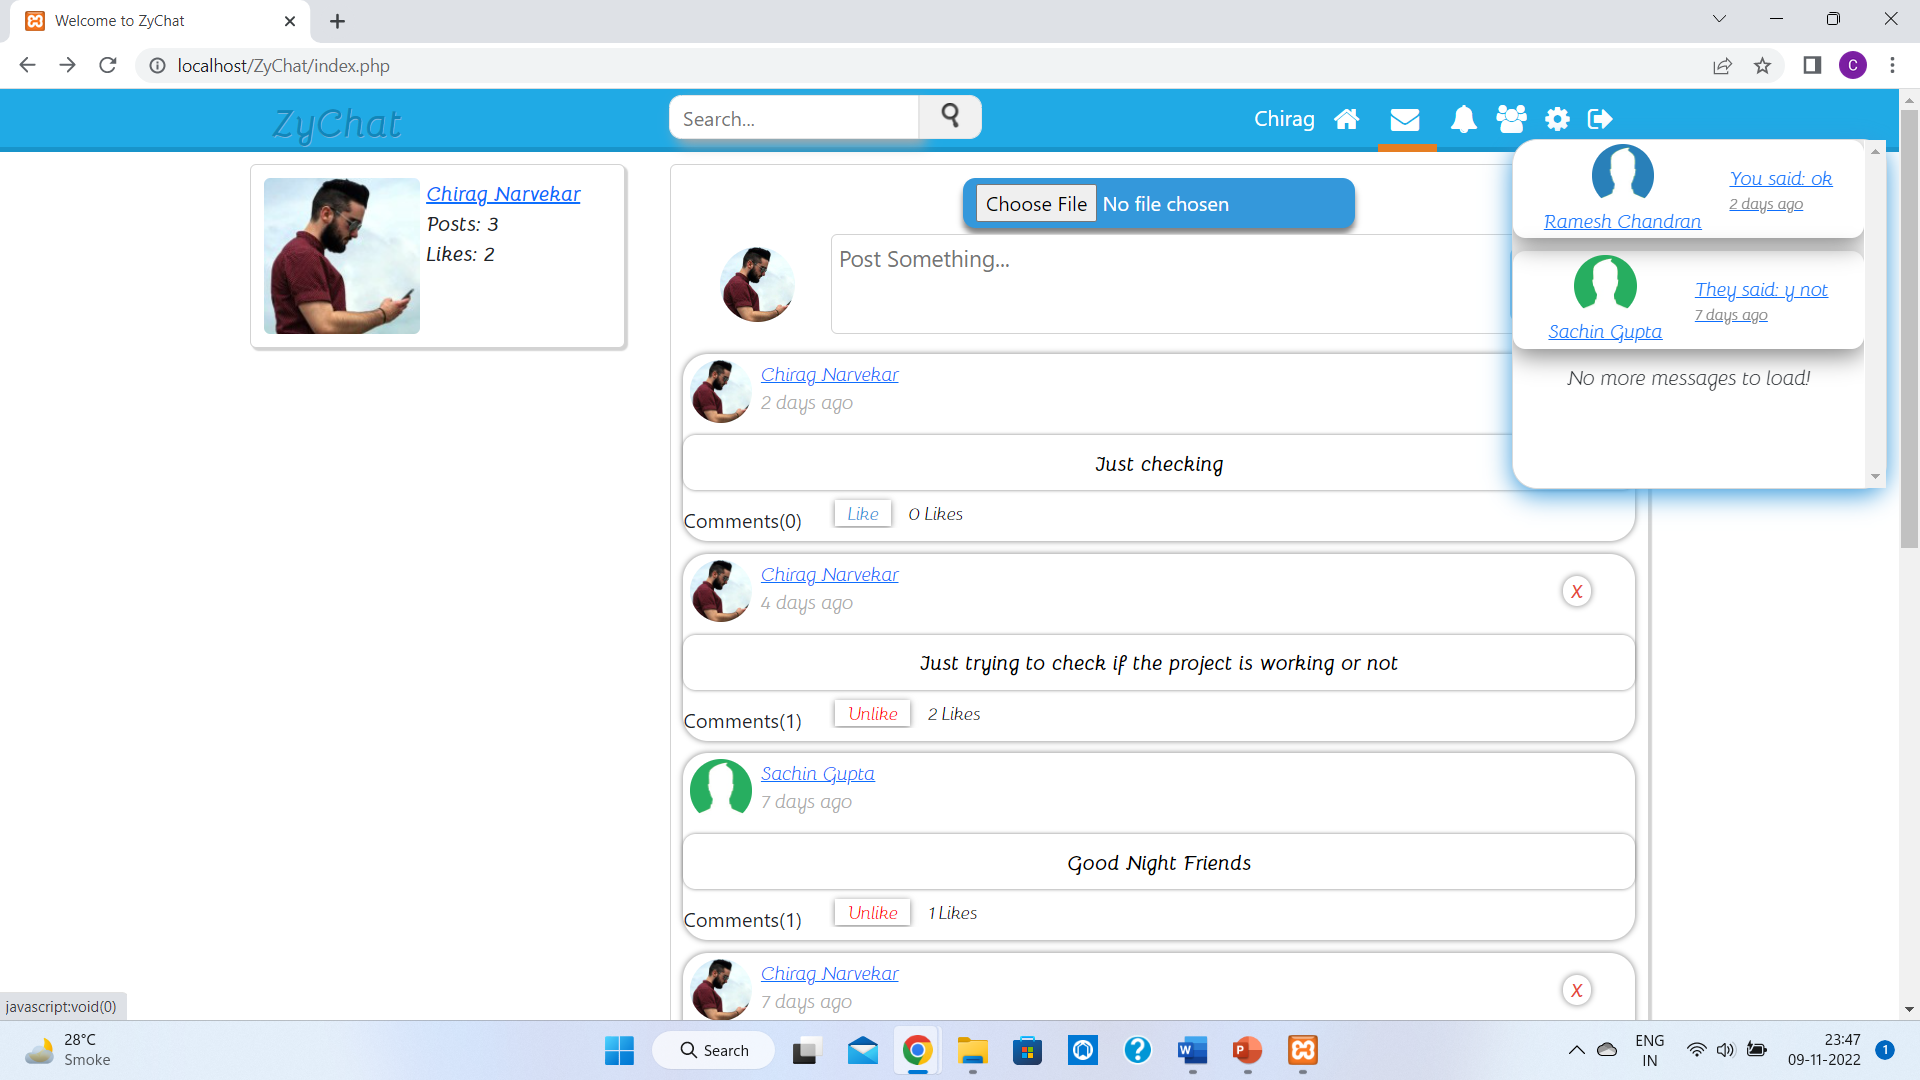 Welcome to ZyChat
localhost/ZyChat/index.php
C
ZyChat
Search...
Chirag
Chirag Narvekar
Posts: 3
Likes: 2
Choose File No file chosen
Post Something...
You said: ok
2 days ago
Ramesh Chandran
They said: y not
7 days ago
Sachin Gupta
No more messages to load!
Chirag Narvekar
2 days ago
Just checking
Comments(0) Like 0 Likes
Chirag Narvekar
4 days ago
X
Just trying to check if the project is working or not
Comments(1) Unlike 2 Likes
Sachin Gupta
7 days ago
Good Night Friends
Comments(1) Unlike 1 Likes
Chirag Narvekar
7 days ago
X
javascript:void(0)
28°C
Smoke
Search
W
P
ENG
IN
23:47
09-11-2022
1